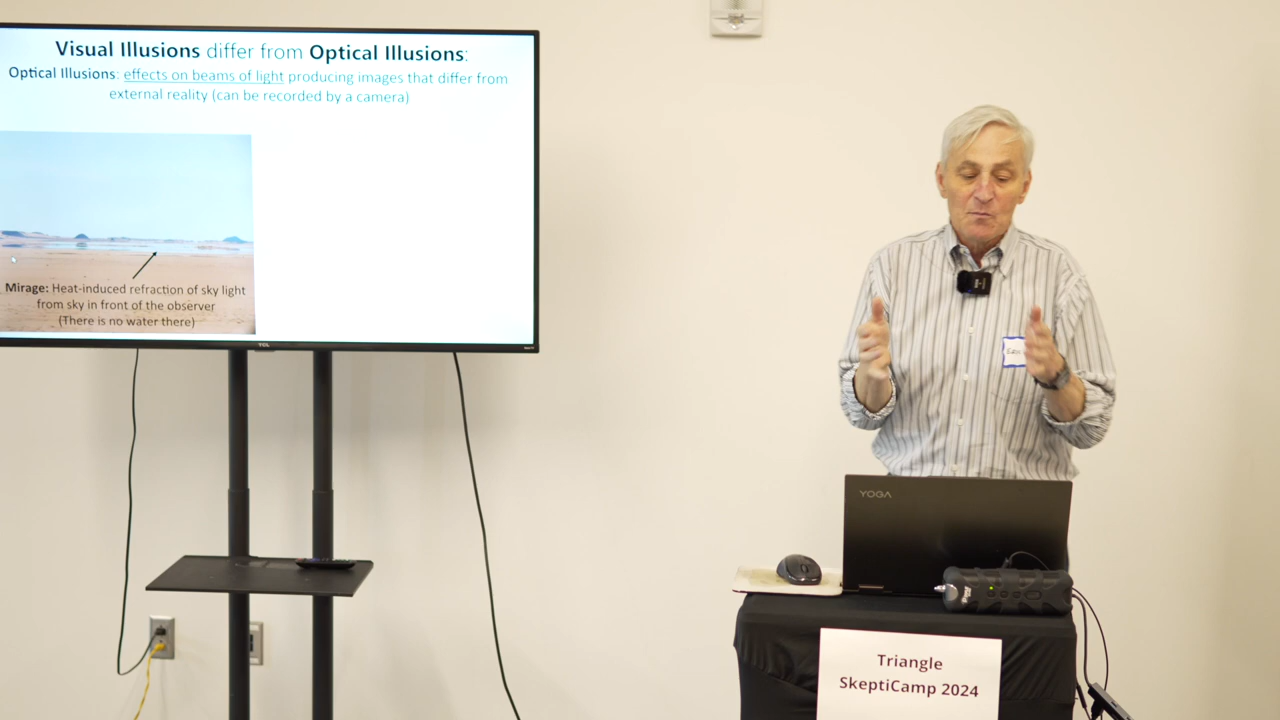 Visual Illusions differ from Optical Illusions:
Optical Illusions: effects on beams of light producing images that differ from
external reality (can be recorded by a camera)
Mirage: Heat-induced refraction of sky light
from sky in front of the observer
(There is no water there)
TCL
YOGA
Triangle
SkeptiCamp 2024